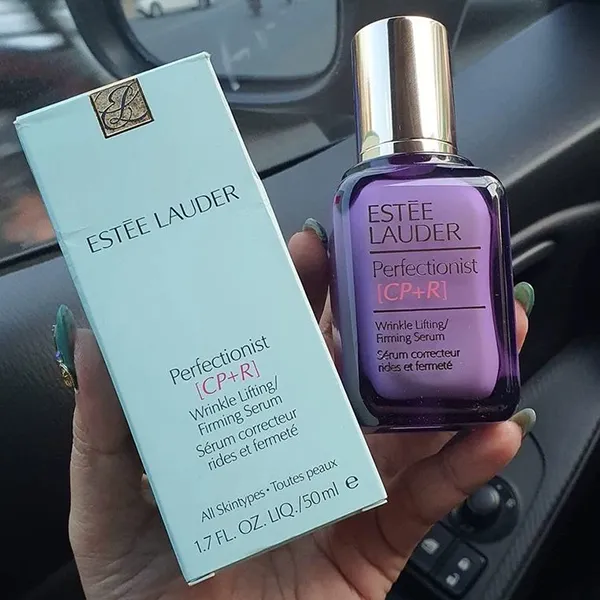 ESTĒE LAUDER
Perfectionist
[CP+R]
Wrinkle Lifting/
Firming Serum
Sérum correcteur
rides et fermeté
All Skintypes • Toutes peaux
1.7 FL. OZ. LIQ./50 ml ℮
ESTĒE
LAUDER
Perfectionist
[CP+R]
Wrinkle Lifting/
Firming Serum
Sérum correcteur
rides et fermeté